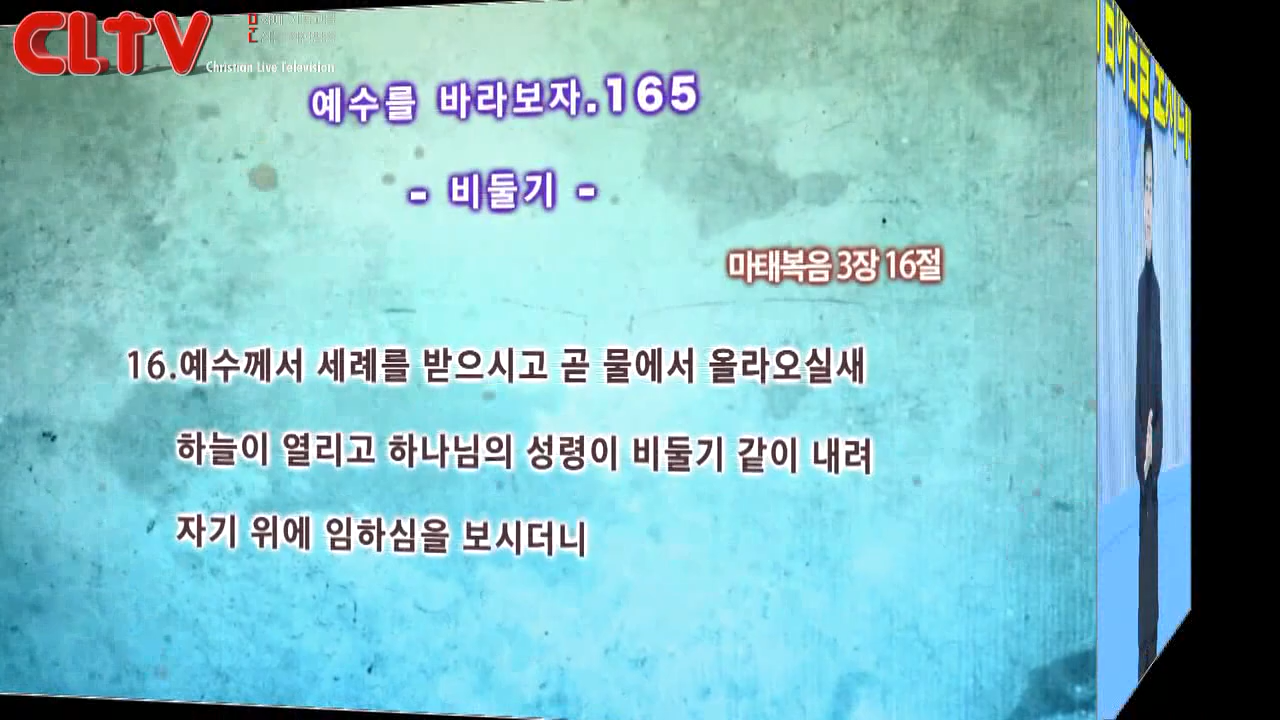 CLTV
Christian Live Television
예수를 바라보자.165
- 비둘기 -
마태복음 3장 16절
16.예수께서 세례를 받으시고 곧 물에서 올라오실새
하늘이 열리고 하나님의 성령이 비둘기 같이 내려
자기 위에 임하심을 보시더니